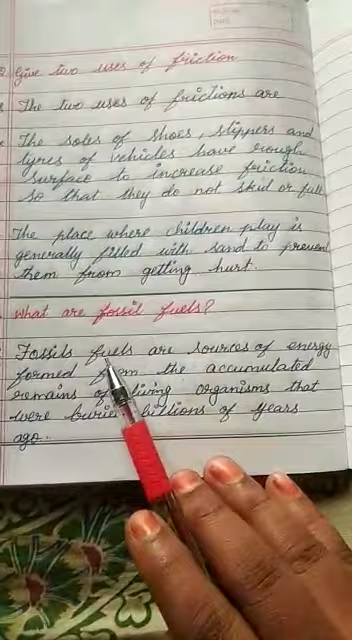 Give two uses of friction
The two uses of frictions are
The soles of shoes, slippers and
tyres of vehicles have rough
surface to increase friction
so that they do not skid or fall
The place where children play is
generally filled with sand to prevent
them from getting hurt.
What are fossil fuels?
Fossils fuels are sources of energy
formed from the accumulated
remains of living organisms that
were buried billions of years
ago.